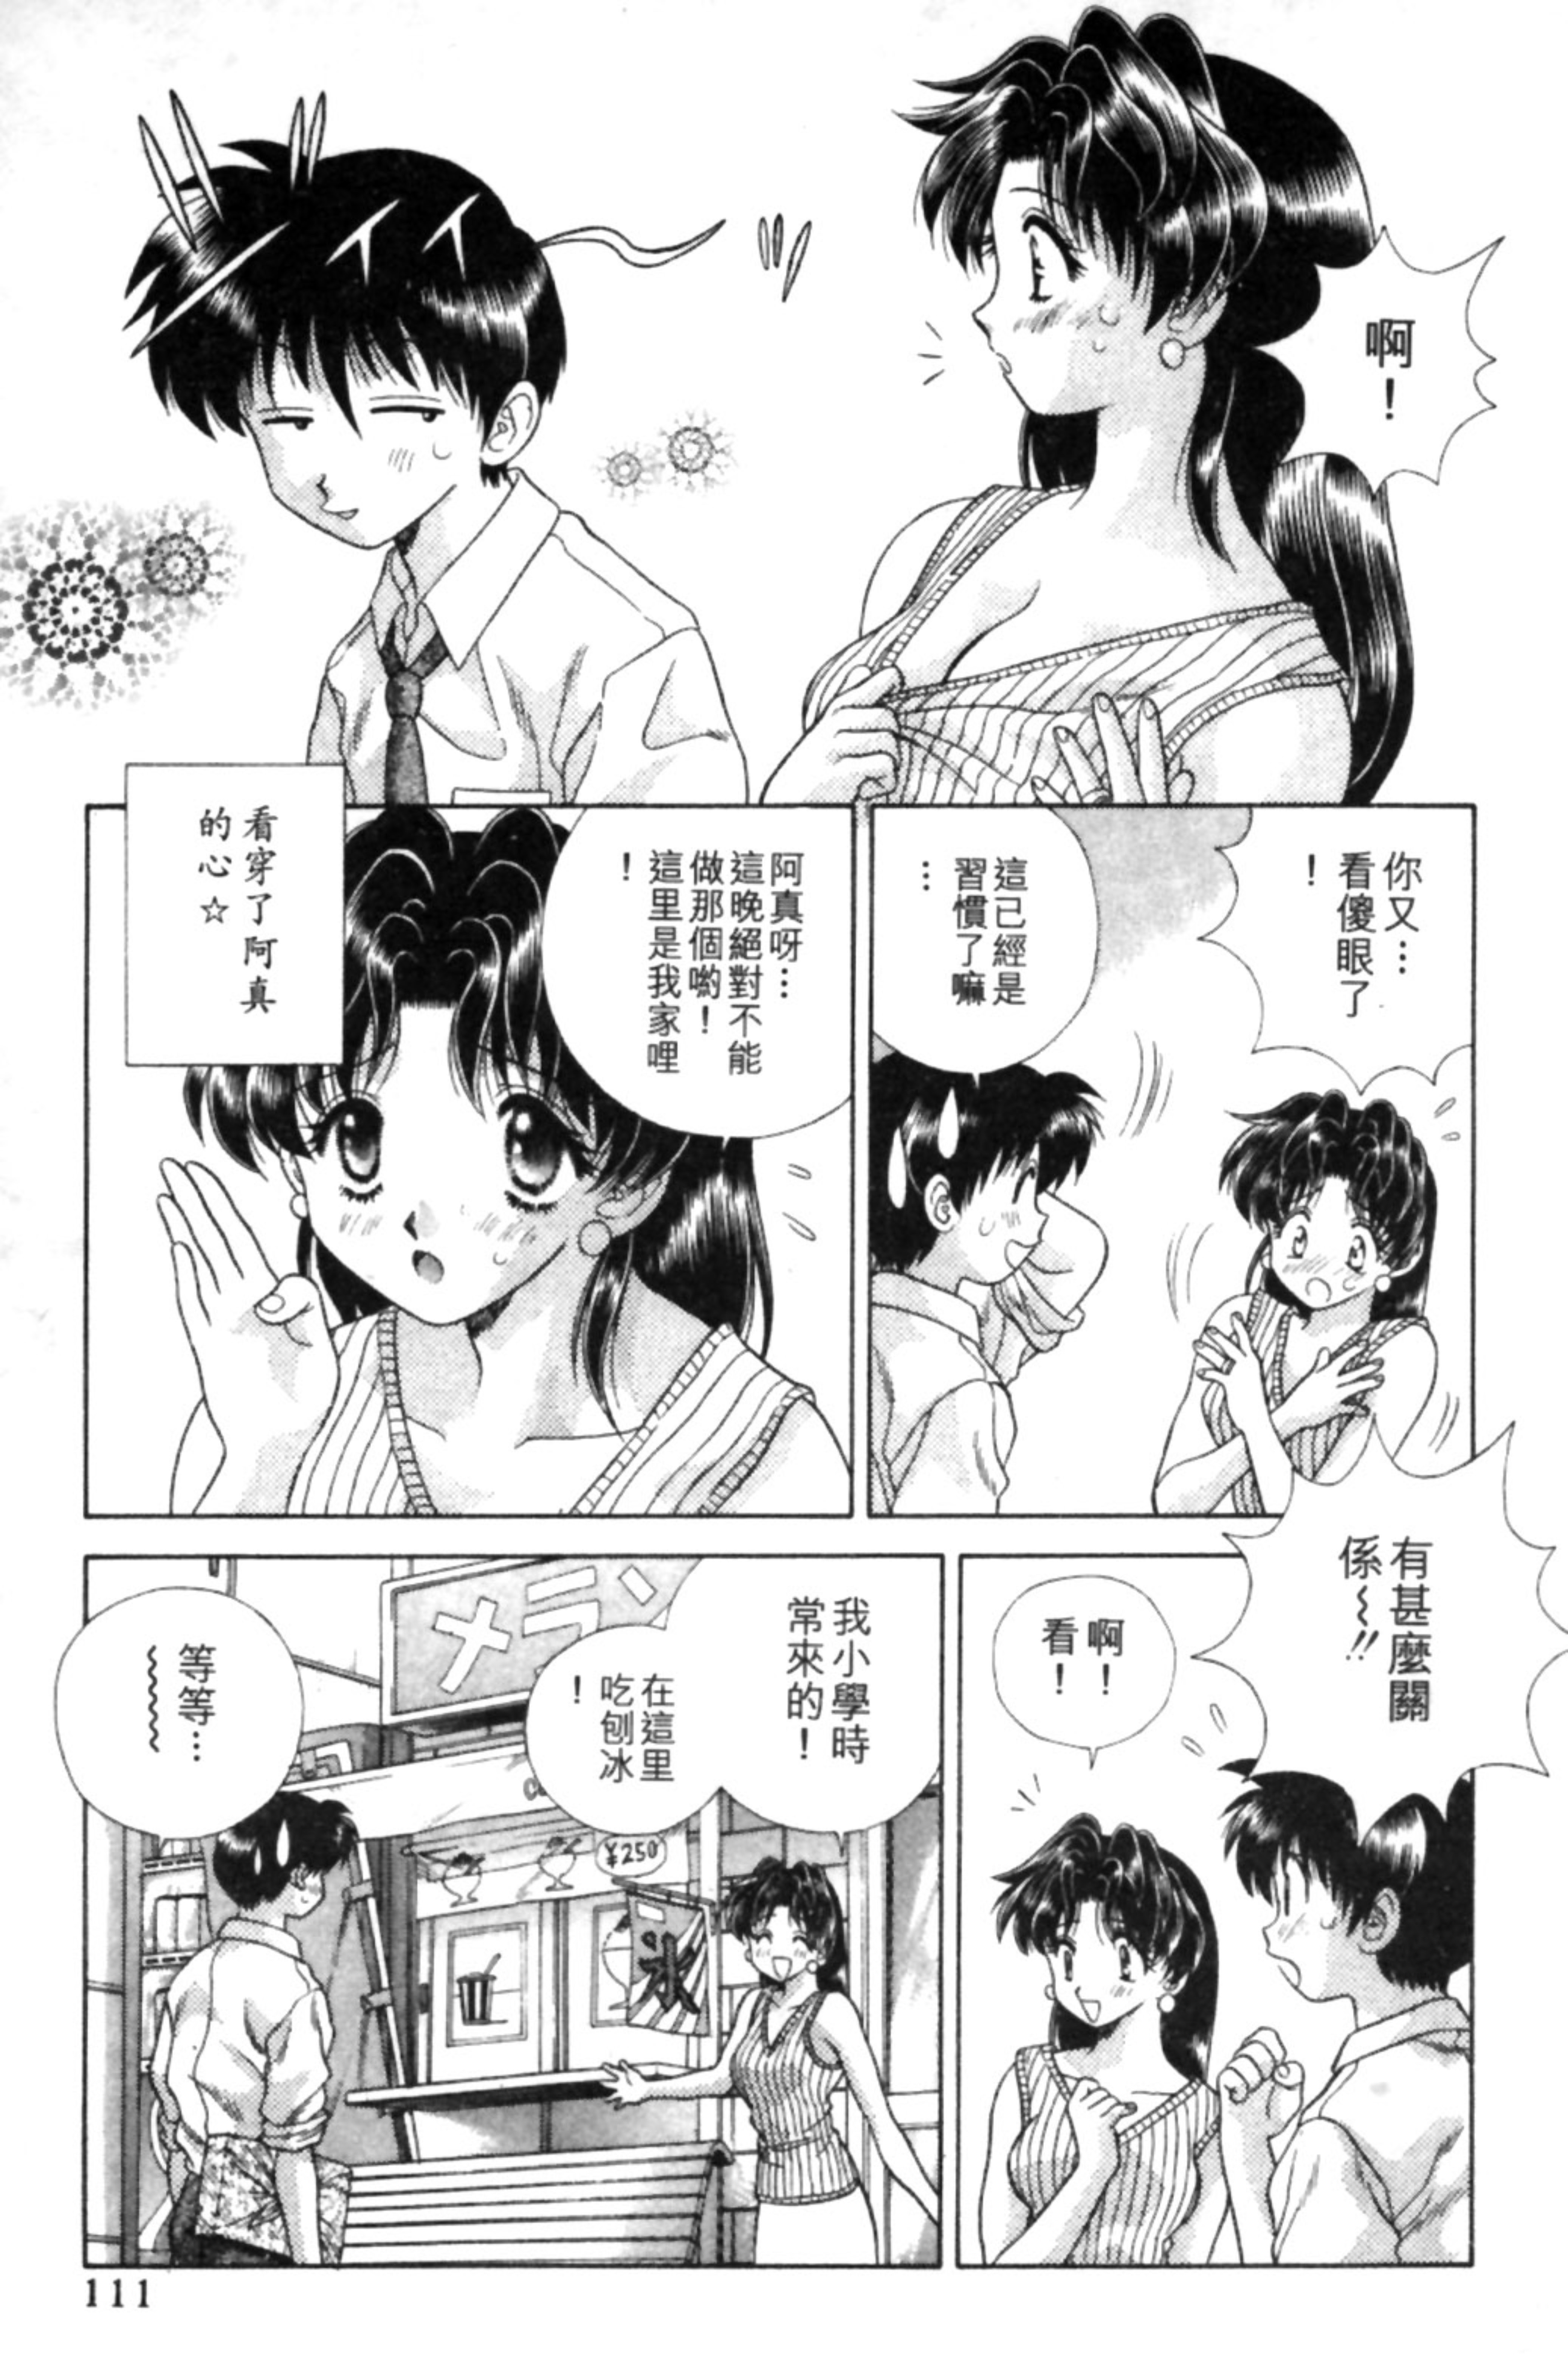 啊！
你又…
看傻眼了
！
這已經是
習慣了嘛
…
阿真呀…
這晚絕對不能
做那個喲！
這里是我家哩
！
看穿了阿真
的心☆
有甚麼關
係～!!
啊！
看！
我小學時
常來的！
在這里
吃刨冰
！
等等…
メラン
¥250
氷
111